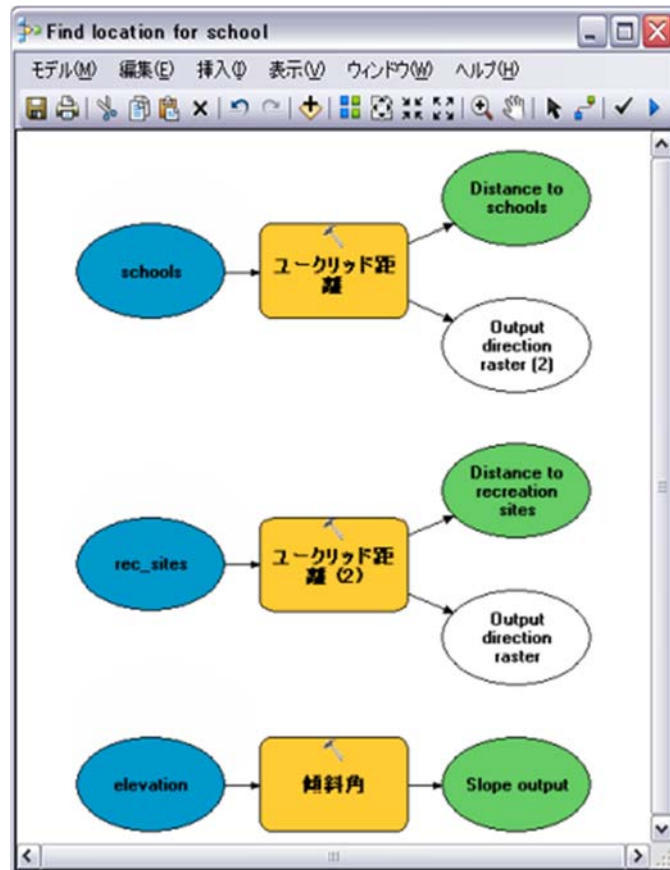 Find location for school
モデル(M) 編集(E) 挿入(I) 表示(V) ウィンドウ(W) ヘルプ(H)
Distance to
schools
schools
ユークリッド距
離
Output
direction
raster (2)
Distance to
recreation
sites
rec_sites
ユークリッド距
離 (2)
Output
direction
raster
elevation
傾斜角
Slope output